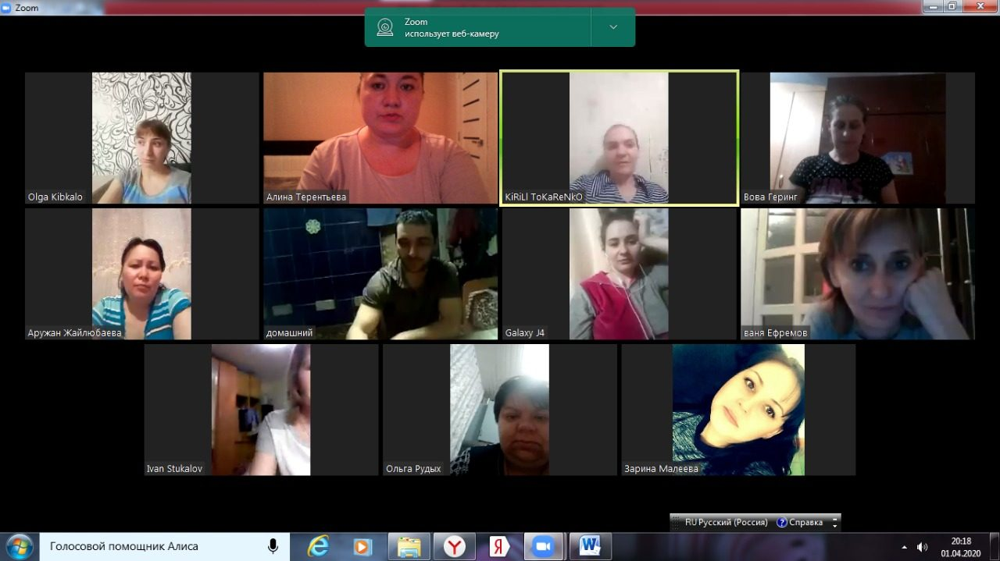 Zoom
Zoom
использует веб-камеру
Olga Kibkalo
Алина Терентьева
KiRiLl ToKaReNkO
Вова Геринг
Аружан Жайлюбаева
домашний
Galaxy J4
ваня Ефремов
Ivan Stukalov
Ольга Рудых
Зарина Малеева
RU Русский (Россия) Справка
Голосовой помощник Алиса
20:18
01.04.2020